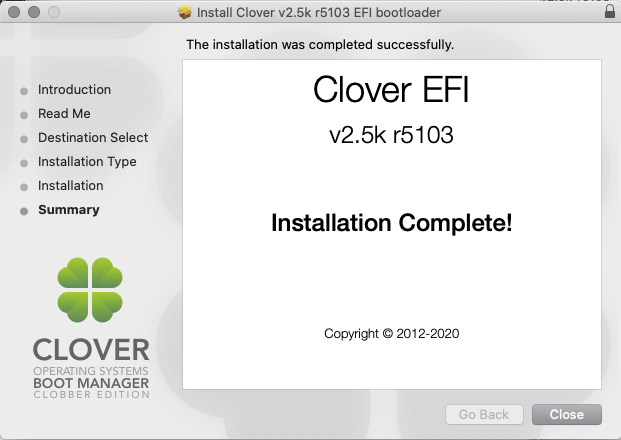 Install Clover v2.5k r5103 EFI bootloader
The installation was completed successfully.
Introduction
Read Me
Destination Select
Installation Type
Installation
Summary
Clover EFI
v2.5k r5103
Installation Complete!
Copyright © 2012-2020
CLOVER
OPERATING SYSTEMS
BOOT MANAGER
CLOBBER EDITION
Go Back
Close